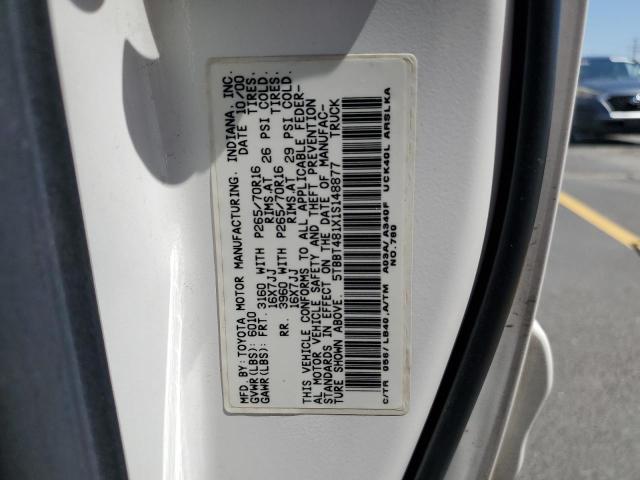 MFD. BY: TOYOTA MOTOR MANUFACTURING. INDIANA. INC.
GVWR(LBS): 6010 DATE 10/00
GAWR(LBS): FRT. 3160 WITH P265/70R16 TIRES.
16X7JJ RIMS.AT 26 PSI COLD.
RR. 3960 WITH P265/70R16 TIRES.
16X7JJ RIMS.AT 29 PSI COLD.
THIS VEHICLE CONFORMS TO ALL APPLICABLE FEDER-
AL MOTOR VEHICLE SAFETY AND THEFT PREVENTION
STANDARDS IN EFFECT ON THE DATE OF MANUFAC-
TURE SHOWN ABOVE. 5TBBT481X1S148877 TRUCK
C/TR 056/LB40,A/TM A03A/A340F UCK40L ARSLKA
NO.780